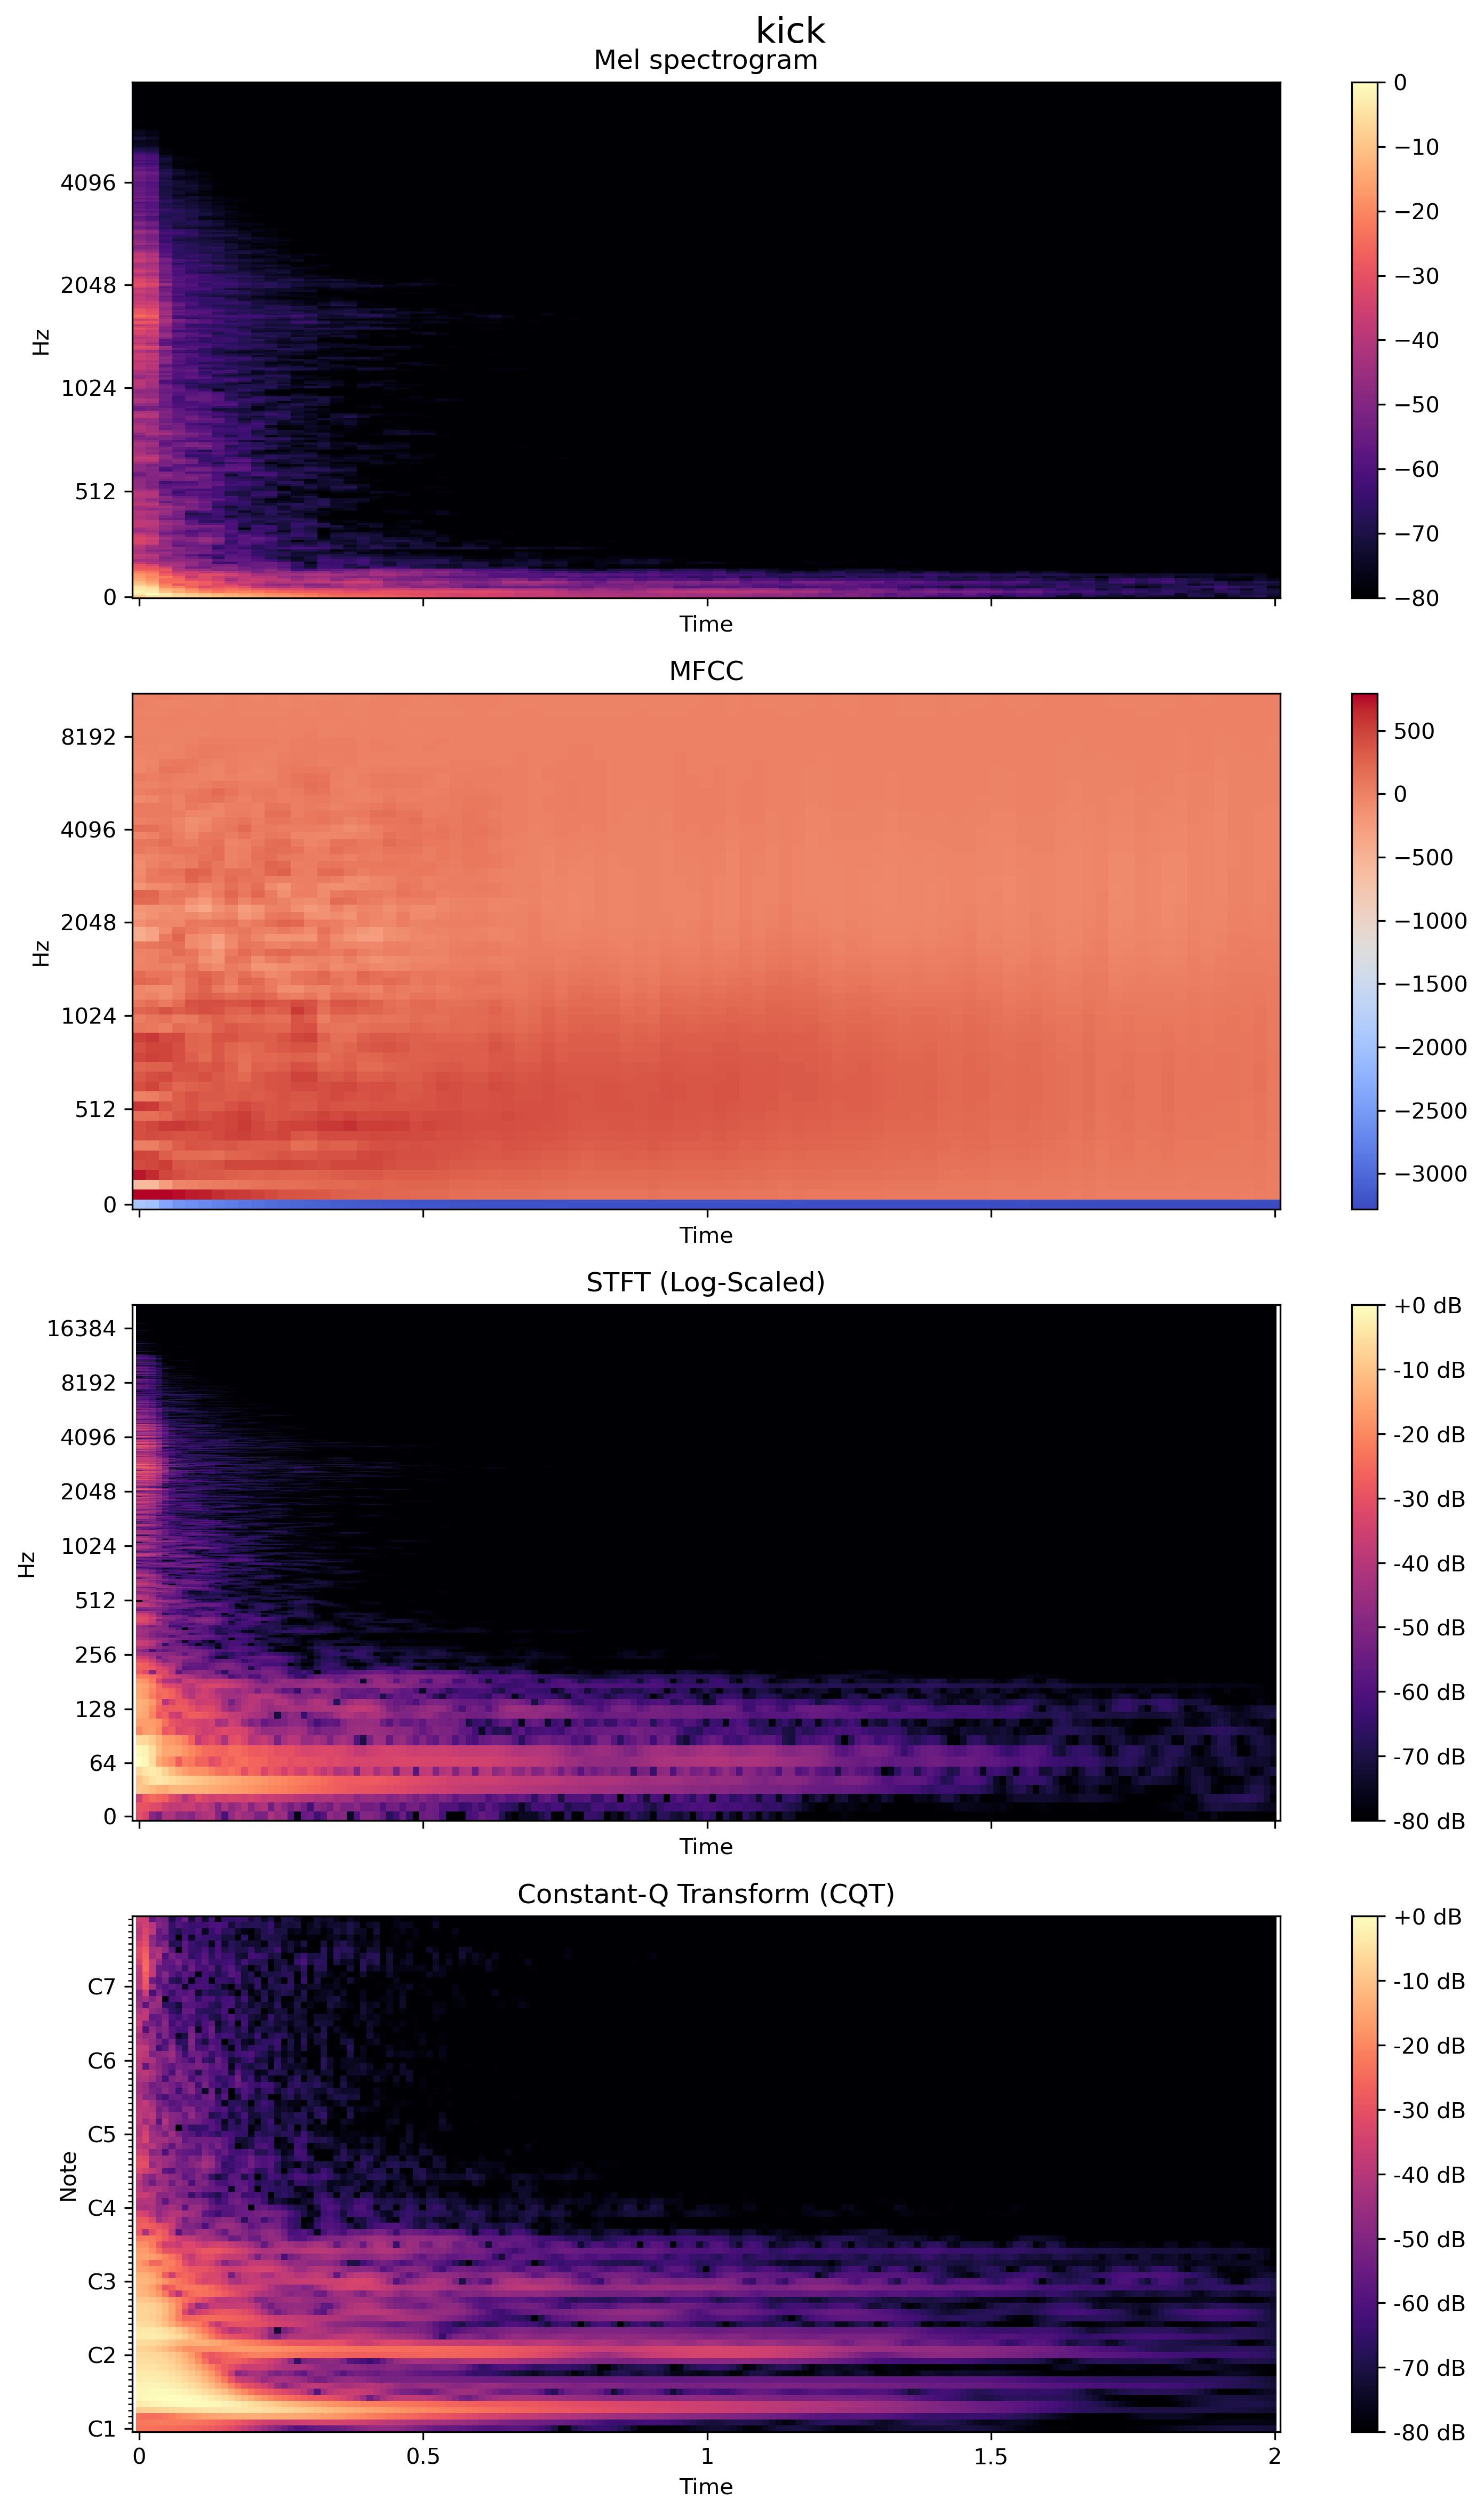 kick
Mel spectrogram
4096
2048
1024
512
0
Hz
Time
0
−10
−20
−30
−40
−50
−60
−70
−80
MFCC
8192
4096
2048
1024
512
0
Hz
Time
500
0
−500
−1000
−1500
−2000
−2500
−3000
STFT (Log-Scaled)
16384
8192
4096
2048
1024
512
256
128
64
0
Hz
Time
+0 dB
-10 dB
-20 dB
-30 dB
-40 dB
-50 dB
-60 dB
-70 dB
-80 dB
Constant-Q Transform (CQT)
C7
C6
C5
C4
C3
C2
C1
Note
0 0.5 1 1.5 2
Time
+0 dB
-10 dB
-20 dB
-30 dB
-40 dB
-50 dB
-60 dB
-70 dB
-80 dB